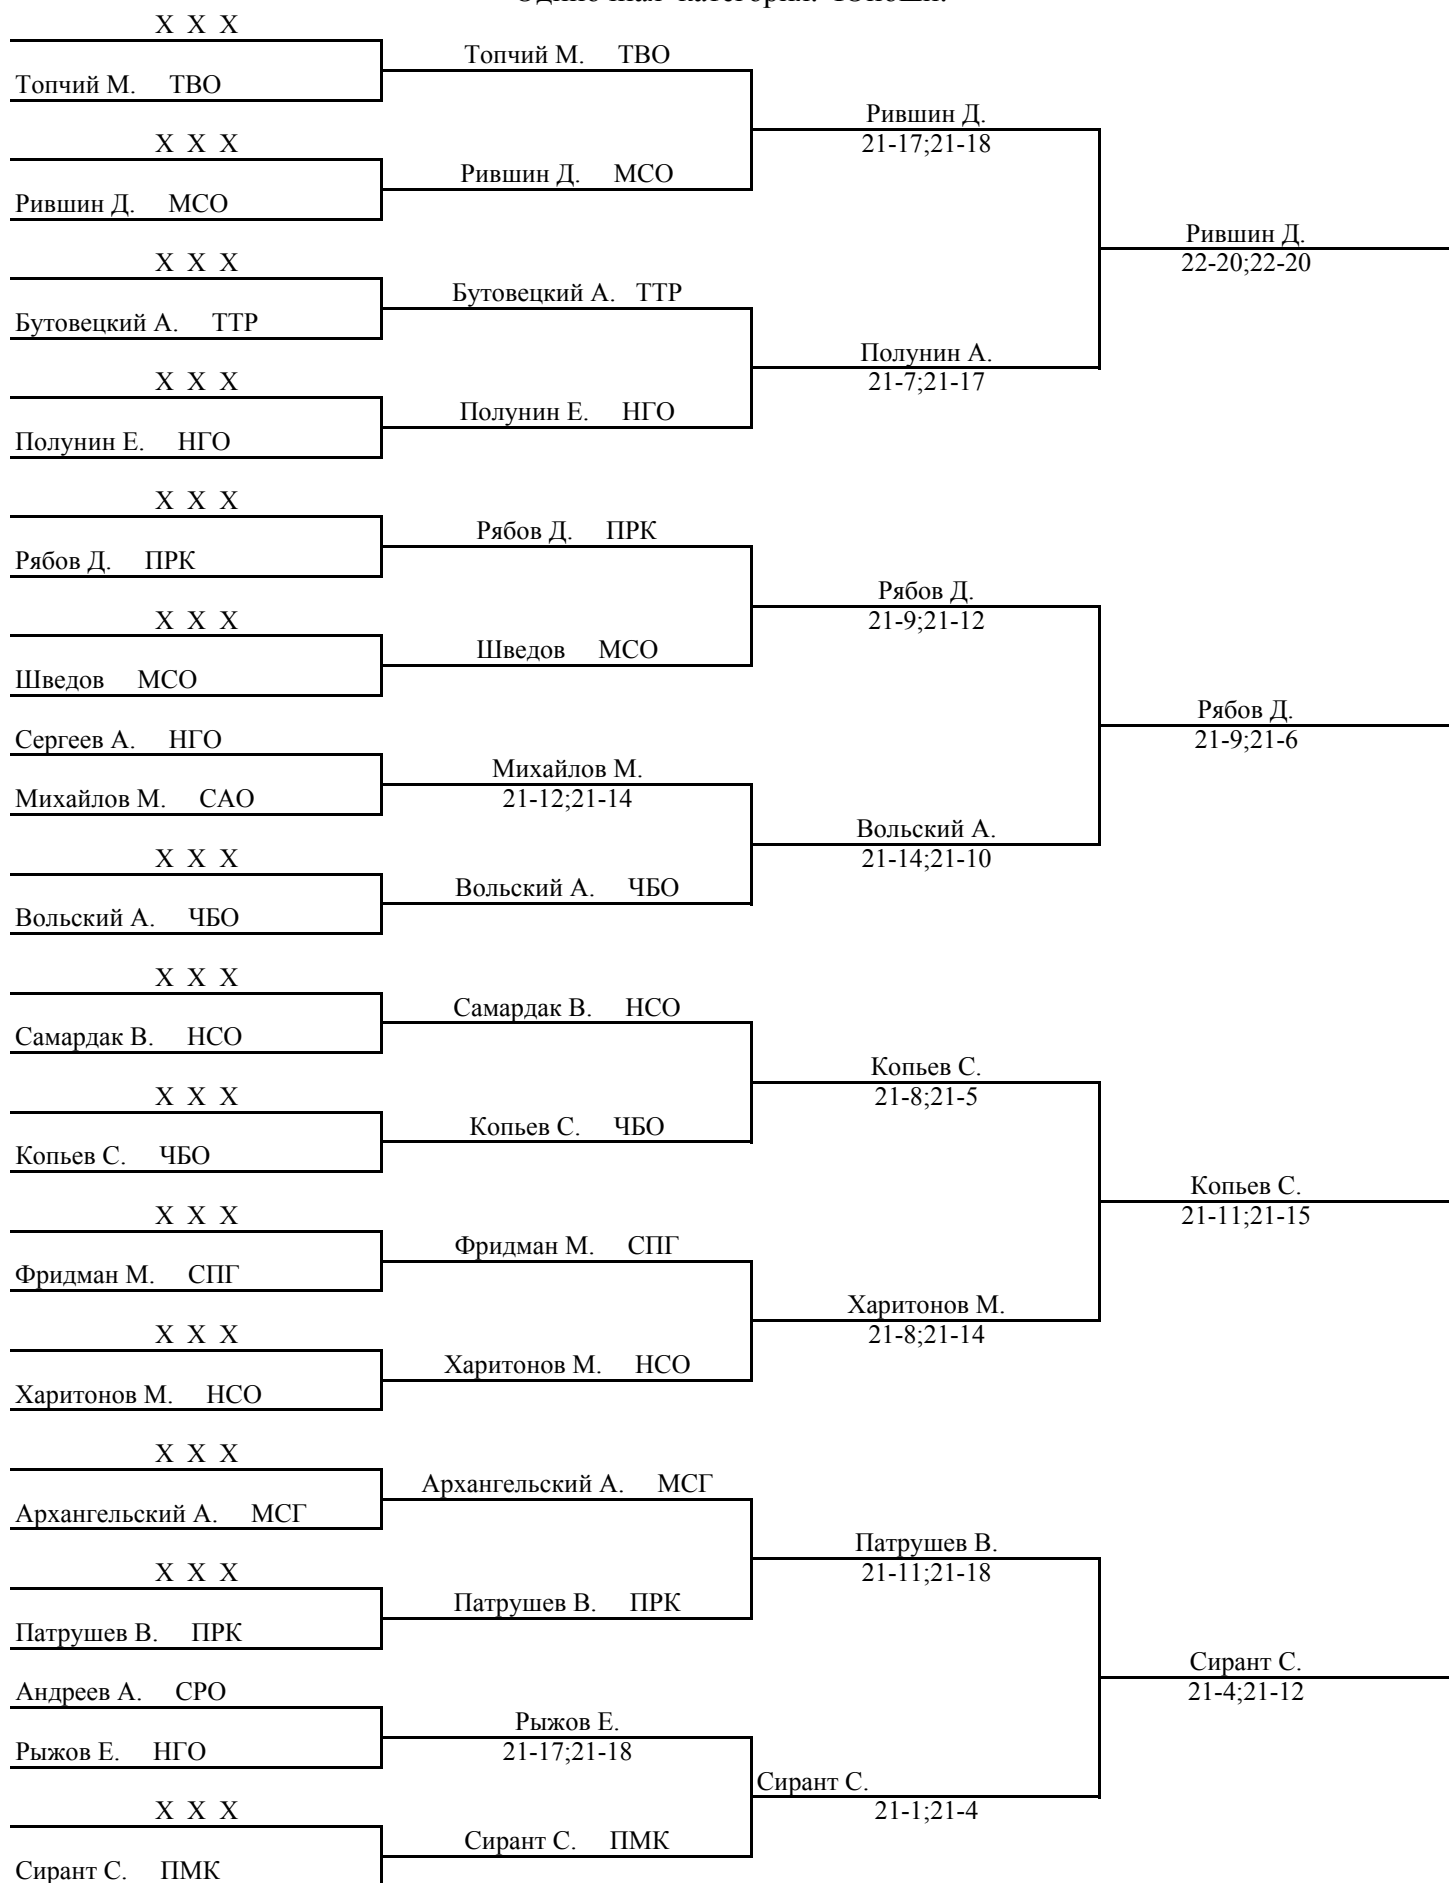 Одиночная категория. Юноши.
X X X
Топчий М. ТВО
Топчий М. ТВО
Рившин Д.
X X X
21-17;21-18
Рившин Д. МСО
Рившин Д. МСО
Рившин Д.
X X X
22-20;22-20
Бутовецкий А. ТТР
Бутовецкий А. ТТР
Полунин А.
X X X
21-7;21-17
Полунин Е. НГО
Полунин Е. НГО
X X X
Рябов Д. ПРК
Рябов Д. ПРК
Рябов Д.
X X X
21-9;21-12
Шведов МСО
Шведов МСО
Рябов Д.
Сергеев А. НГО
21-9;21-6
Михайлов М.
Михайлов М. САО
21-12;21-14
Вольский А.
X X X
21-14;21-10
Вольский А. ЧБО
Вольский А. ЧБО
X X X
Самардак В. НСО
Самардак В. НСО
Копьев С.
X X X
21-8;21-5
Копьев С. ЧБО
Копьев С. ЧБО
Копьев С.
X X X
21-11;21-15
Фридман М. СПГ
Фридман М. СПГ
Харитонов М.
X X X
21-8;21-14
Харитонов М. НСО
Харитонов М. НСО
X X X
Архангельский А. МСГ
Архангельский А. МСГ
Патрушев В.
X X X
21-11;21-18
Патрушев В. ПРК
Патрушев В. ПРК
Сирант С.
Андреев А. СРО
21-4;21-12
Рыжов Е.
Рыжов Е. НГО
21-17;21-18
Сирант С.
X X X
21-1;21-4
Сирант С. ПМК
Сирант С. ПМК